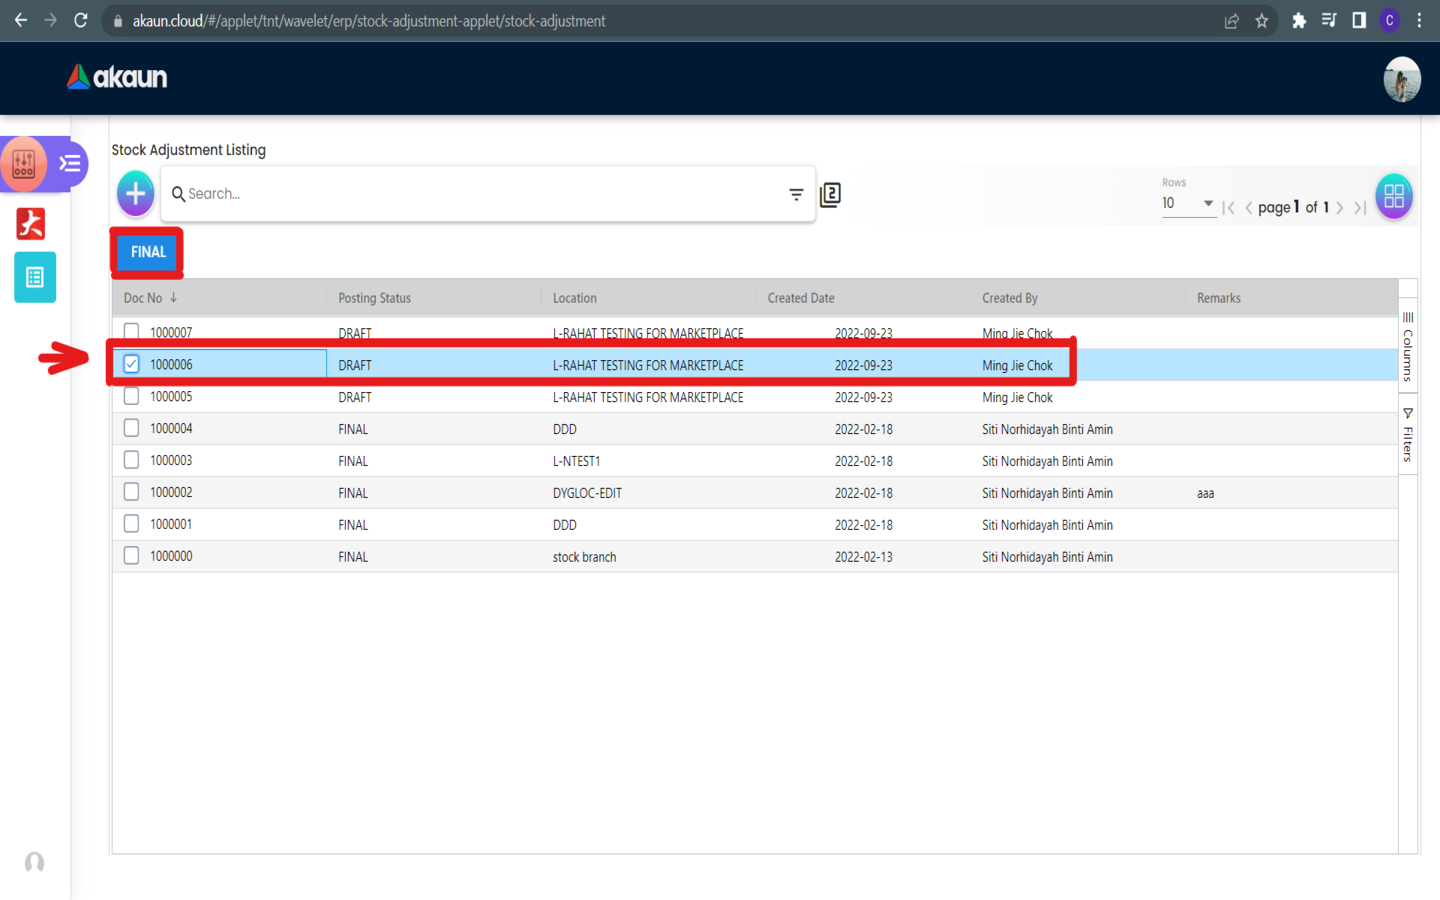 akaun.cloud/#/applet/tnt/wavelet/erp/stock-adjustment-applet/stock-adjustment
C
akaun
Stock Adjustment Listing
Search...
2
Rows
10
page 1 of 1
FINAL
Doc No ↓ Posting Status Location Created Date Created By Remarks
1000007 DRAFT L-RAHAT TESTING FOR MARKETPLACE 2022-09-23 Ming Jie Chok
1000006 DRAFT L-RAHAT TESTING FOR MARKETPLACE 2022-09-23 Ming Jie Chok
1000005 DRAFT L-RAHAT TESTING FOR MARKETPLACE 2022-09-23 Ming Jie Chok
1000004 FINAL DDD 2022-02-18 Siti Norhidayah Binti Amin
1000003 FINAL L-NTEST1 2022-02-18 Siti Norhidayah Binti Amin
1000002 FINAL DYGLOC-EDIT 2022-02-18 Siti Norhidayah Binti Amin aaa
1000001 FINAL DDD 2022-02-18 Siti Norhidayah Binti Amin
1000000 FINAL stock branch 2022-02-13 Siti Norhidayah Binti Amin
Columns
Filters